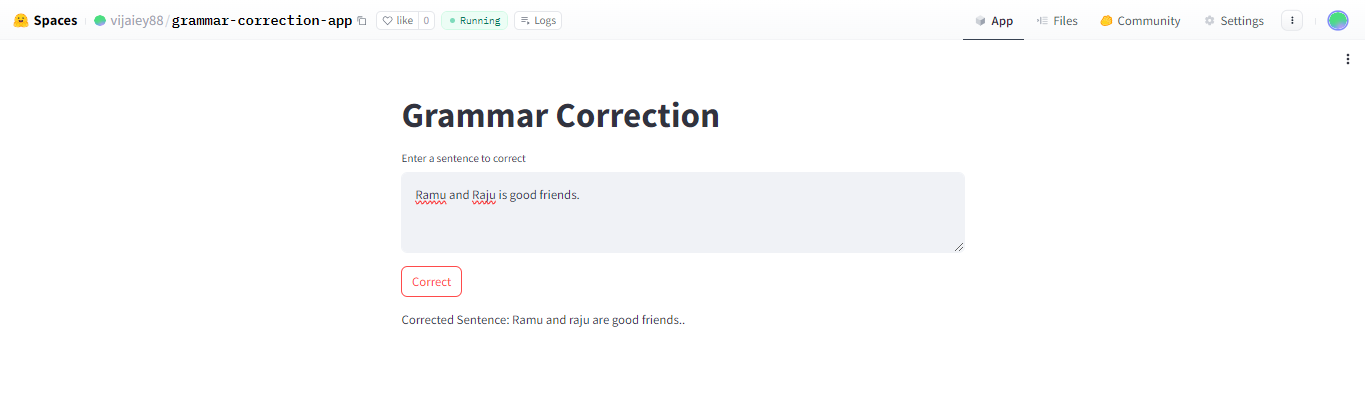 Spaces vijaiey88/grammar-correction-app like 0 Running Logs App Files Community Settings
Grammar Correction
Enter a sentence to correct
Ramu and Raju is good friends.
Correct
Corrected Sentence: Ramu and raju are good friends..